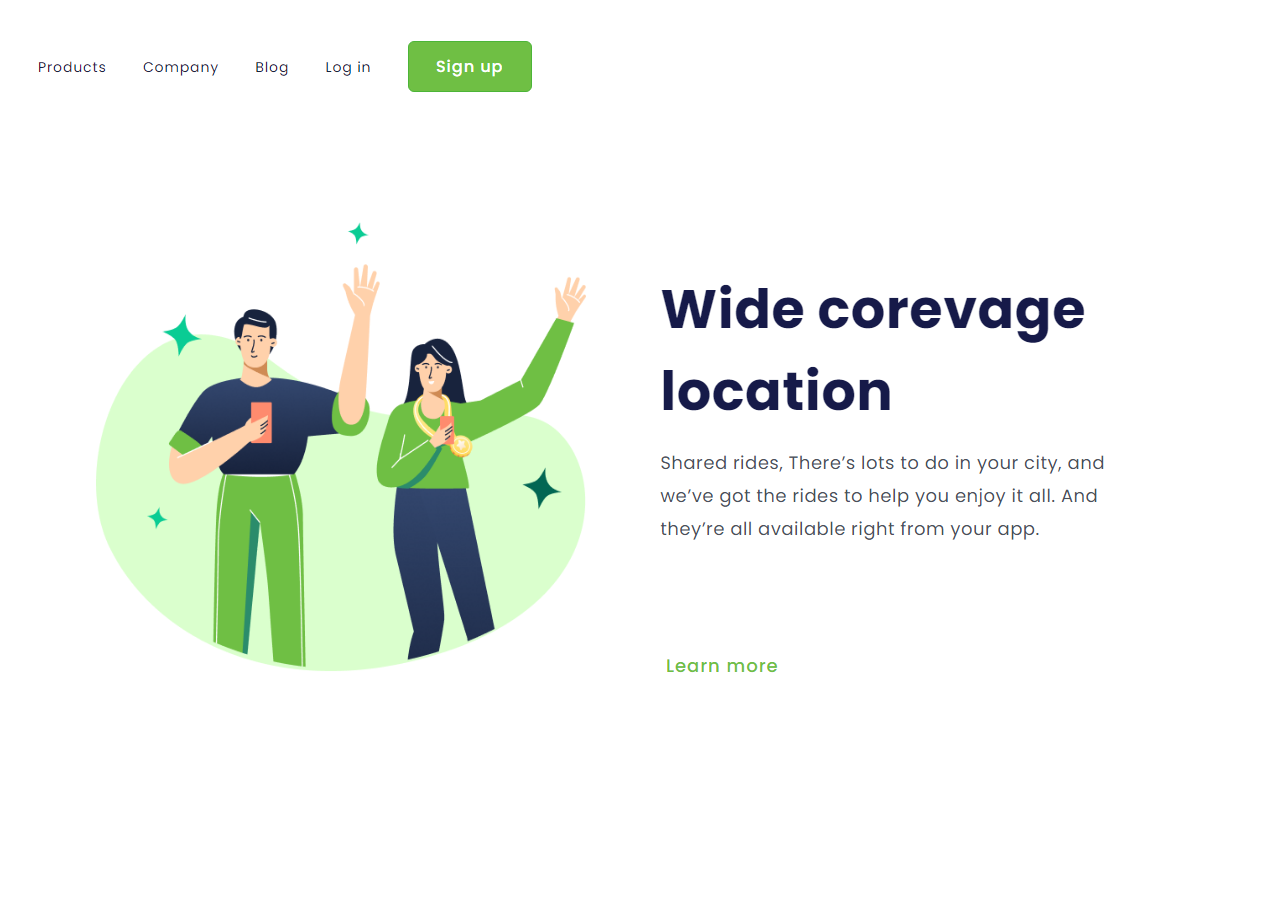 Products Company Blog Log in Sign up
Wide corevage
location
Shared rides, There’s lots to do in your city, and
we’ve got the rides to help you enjoy it all. And
they’re all available right from your app.
Learn more